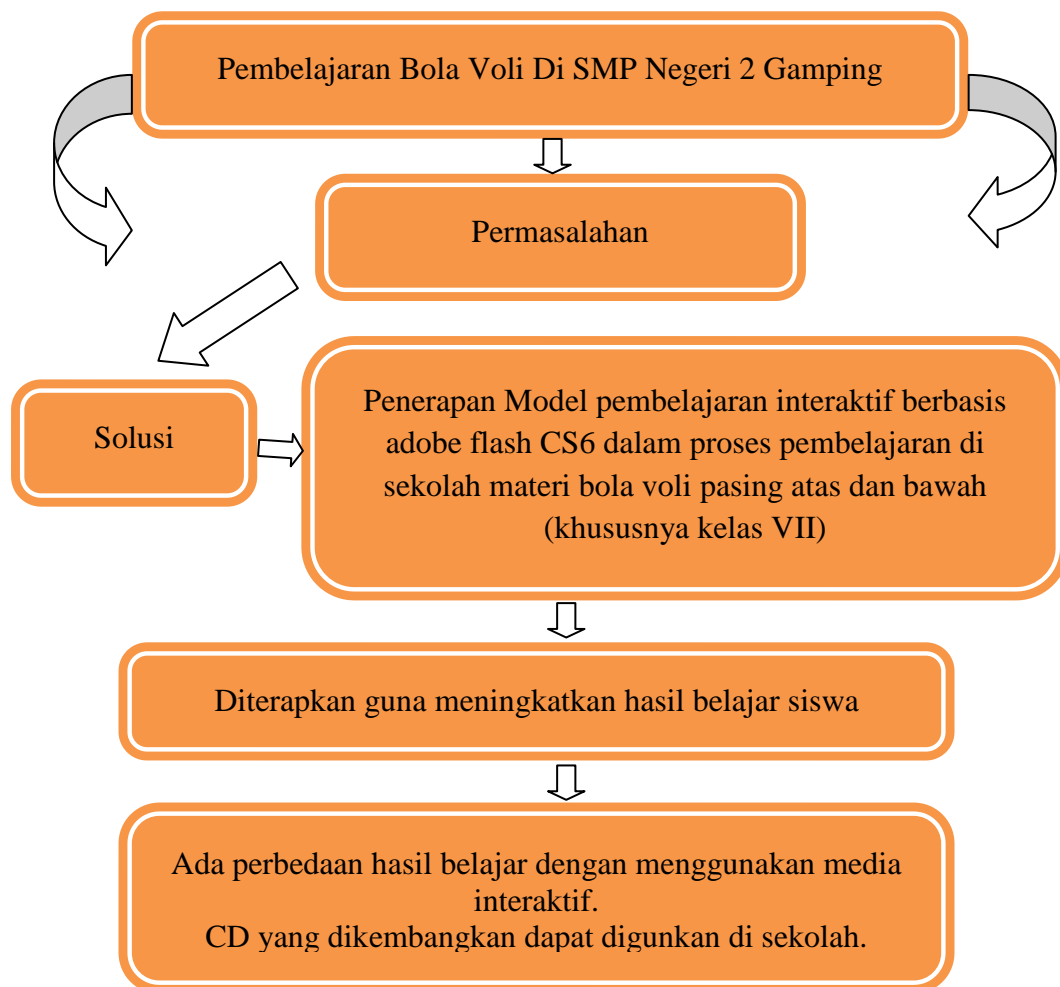 Pembelajaran Bola Voli Di SMP Negeri 2 Gamping
Permasalahan
Solusi
Penerapan Model pembelajaran interaktif berbasis
adobe flash CS6 dalam proses pembelajaran di
sekolah materi bola voli pasing atas dan bawah
(khususnya kelas VII)
Diterapkan guna meningkatkan hasil belajar siswa
Ada perbedaan hasil belajar dengan menggunakan media
interaktif.
CD yang dikembangkan dapat digunkan di sekolah.